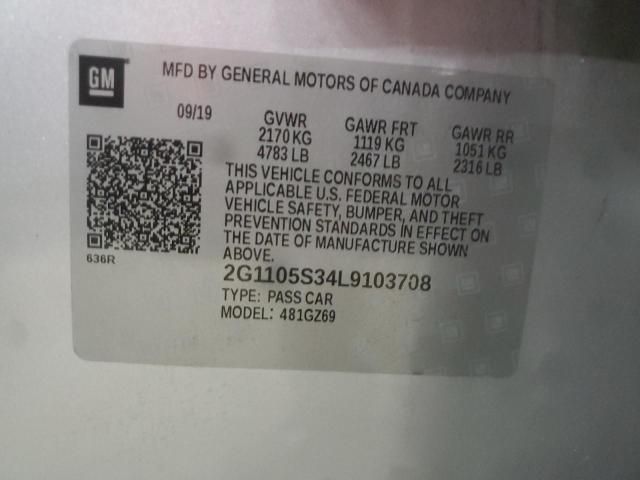 GM
MFD BY GENERAL MOTORS OF CANADA COMPANY
09/19 GVWR GAWR FRT GAWR RR
2170 KG 1119 KG 1051 KG
4783 LB 2467 LB 2316 LB
THIS VEHICLE CONFORMS TO ALL
APPLICABLE U.S. FEDERAL MOTOR
VEHICLE SAFETY, BUMPER, AND THEFT
PREVENTION STANDARDS IN EFFECT ON
THE DATE OF MANUFACTURE SHOWN
ABOVE.
636R
2G1105S34L9103708
TYPE: PASS CAR
MODEL: 481GZ69